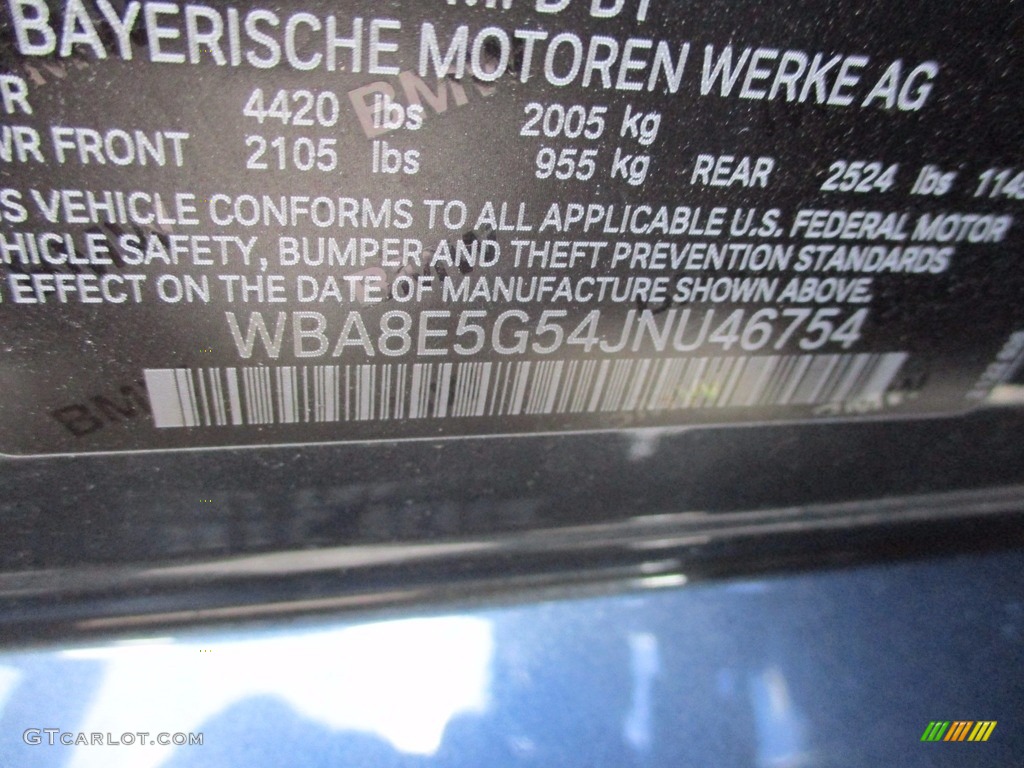 MFD BY
BAYERISCHE MOTOREN WERKE AG
4420 lbs 2005 kg
FRONT 2105 lbs 955 kg REAR 2524 lbs
VEHICLE CONFORMS TO ALL APPLICABLE U.S. FEDERAL MOTOR
SAFETY, BUMPER AND THEFT PREVENTION STANDARDS
EFFECT ON THE DATE OF MANUFACTURE SHOWN ABOVE.
WBA8E5G54JNU46754
GTCARLOT.COM